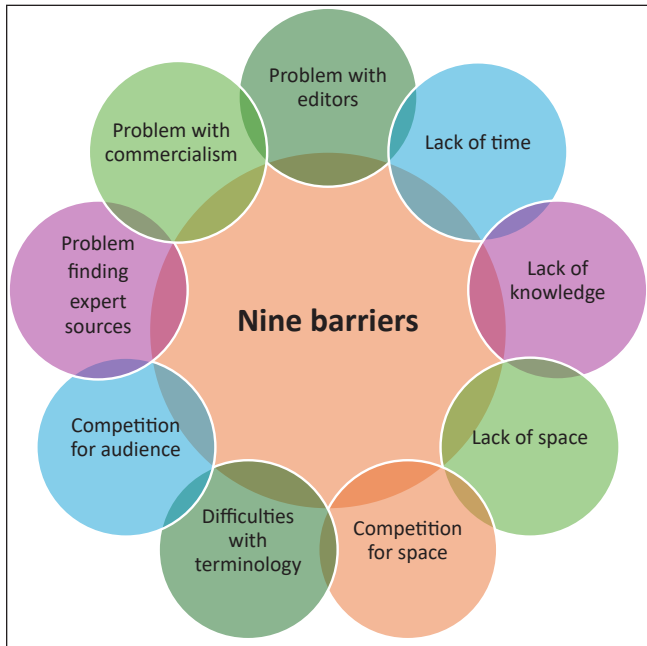 Problem with
editors
Lack of time
Lack of
knowledge
Lack of space
Competition
for space
Difficulties
with
terminology
Competition
for audience
Problem
finding
expert
sources
Problem with
commercialism
Nine barriers